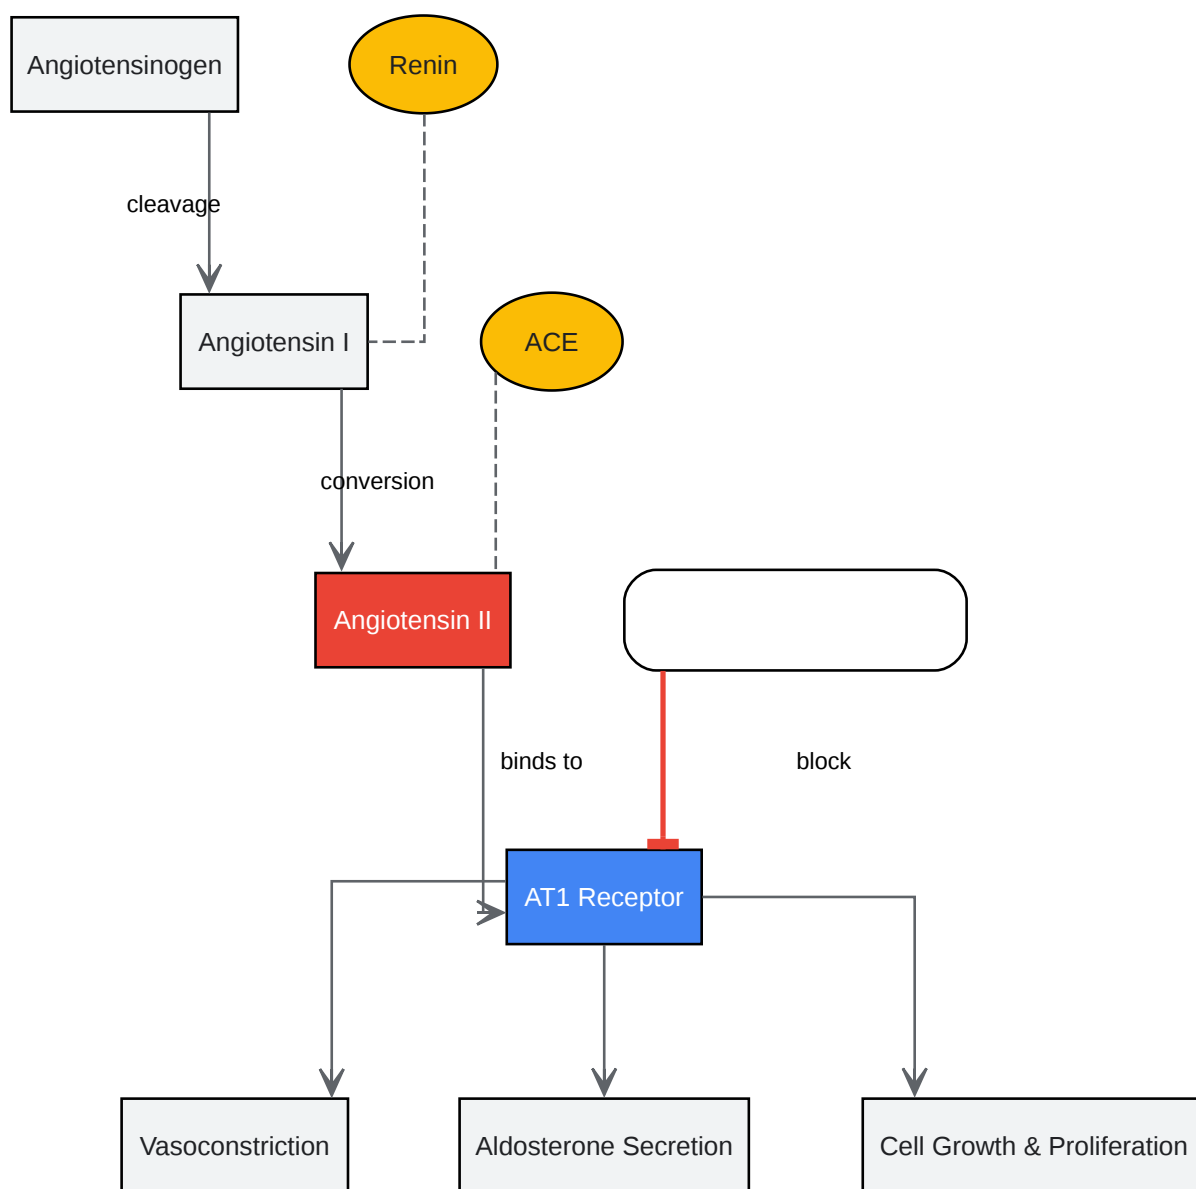 Angiotensinogen
Renin
cleavage
Angiotensin I
ACE
conversion
Angiotensin II
binds to
block
AT1 Receptor
Vasoconstriction
Aldosterone Secretion
Cell Growth & Proliferation